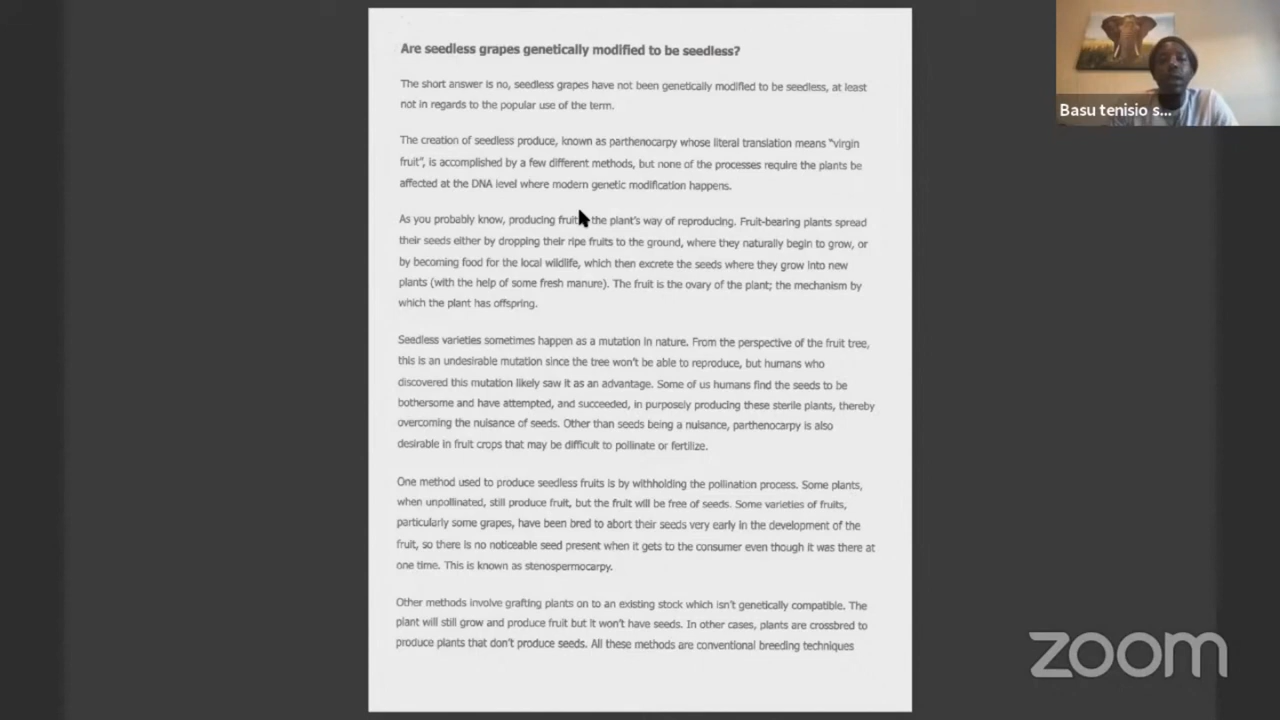 Are seedless grapes genetically modified to be seedless?
The short answer is no, seedless grapes have not been genetically modified to be seedless, at least
not in regards to the popular use of the term.
The creation of seedless produce, known as parthenocarpy whose literal translation means "virgin
fruit", is accomplished by a few different methods, but none of the processes require the plants be
affected at the DNA level where modern genetic modification happens.
As you probably know, producing fruit the plant's way of reproducing. Fruit-bearing plants spread
their seeds either by dropping their ripe fruits to the ground, where they naturally begin to grow, or
by becoming food for the local wildlife, which then excrete the seeds where they grow into new
plants (with the help of some fresh manure). The fruit is the ovary of the plant; the mechanism by
which the plant has offspring.
Seedless varieties sometimes happen as a mutation in nature. From the perspective of the fruit tree,
this is an undesirable mutation since the tree won't be able to reproduce, but humans who
discovered this mutation likely saw it as an advantage. Some of us humans find the seeds to be
bothersome and have attempted, and succeeded, in purposely producing these sterile plants, thereby
overcoming the nuisance of seeds. Other than seeds being a nuisance, parthenocarpy is also
desirable in fruit crops that may be difficult to pollinate or fertilize.
One method used to produce seedless fruits is by withholding the pollination process. Some plants,
when unpollinated, still produce fruit, but the fruit will be free of seeds. Some varieties of fruits,
particularly some grapes, have been bred to abort their seeds very early in the development of the
fruit, so there is no noticeable seed present when it gets to the consumer even though it was there at
one time. This is known as stenospermocarpy.
Other methods involve grafting plants on to an existing stock which isn't genetically compatible. The
plant will still grow and produce fruit but it won't have seeds. In other cases, plants are crossbred to
produce plants that don't produce seeds. All these methods are conventional breeding techniques
Basu tenisio s...
zoom